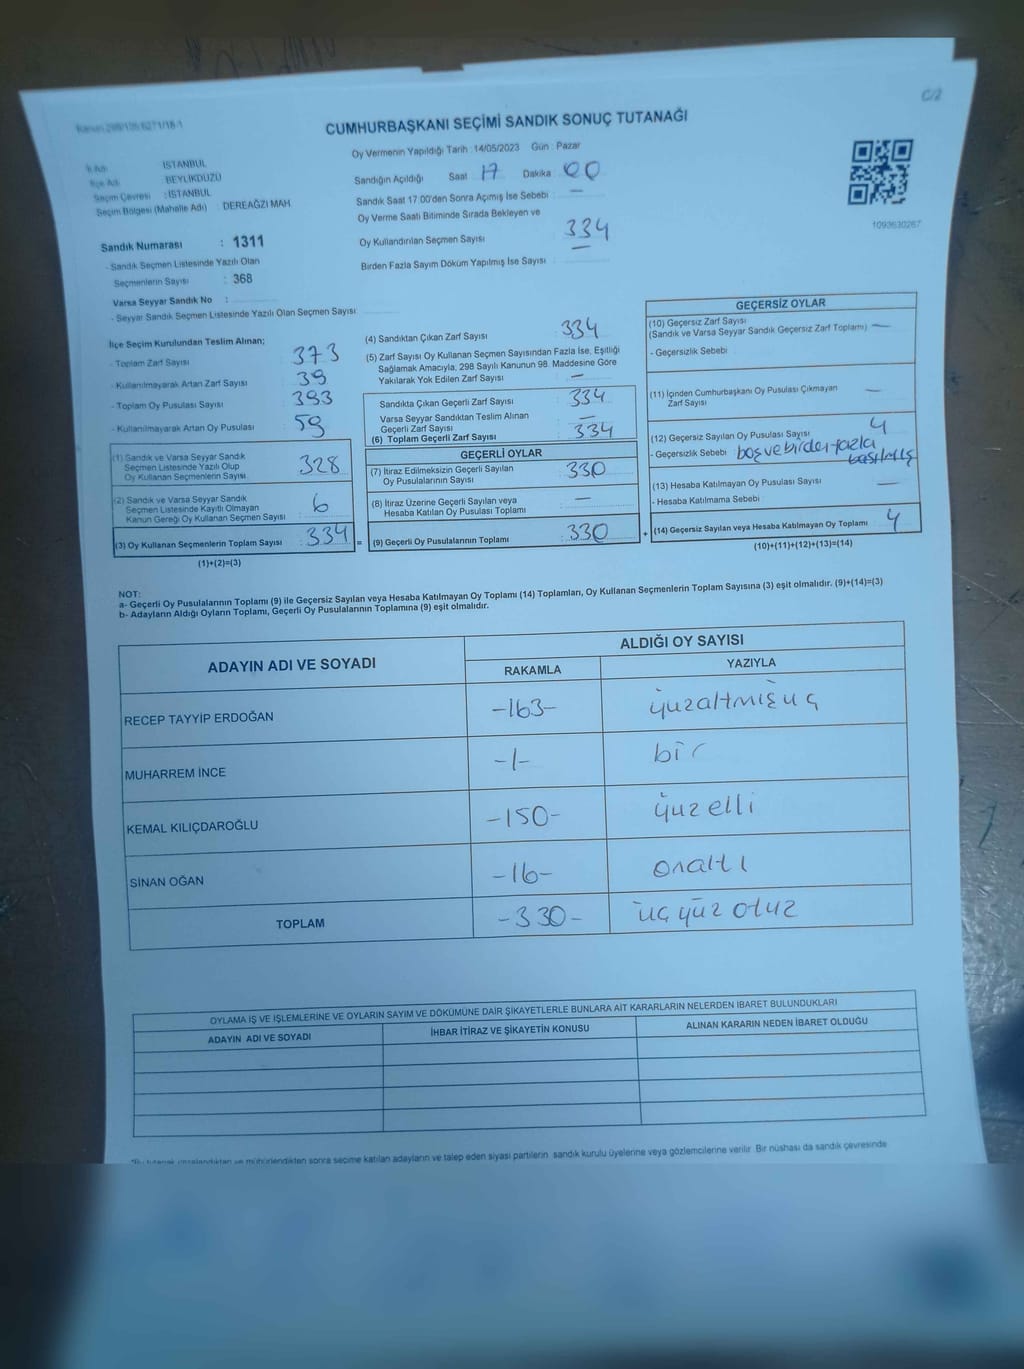 C/2
CUMHURBAŞKANI SEÇİMİ SANDIK SONUÇ TUTANAĞI
Oy Vermenin Yapıldığı Tarih : 14/05/2023 Gün : Pazar
İl Adı : İSTANBUL
İlçe Adı : BEYLİKDÜZÜ
Seçim Çevresi : İSTANBUL
Seçim Bölgesi (Mahalle Adı) : DEREAĞZI MAH
Sandığın Açıldığı Saat 17 Dakika 00
Sandık Saat 17:00'den Sonra Açımış İse Sebebi : —
Oy Verme Saati Bitiminde Sırada Bekleyen ve
Oy Kullandırılan Seçmen Sayısı : 334
—
Birden Fazla Sayım Döküm Yapılmış İse Sayısı :
1093630267
Sandık Numarası : 1311
- Sandık Seçmen Listesinde Yazılı Olan
Seçmenlerin Sayısı : 368
Varsa Seyyar Sandık No :
- Seyyar Sandık Seçmen Listesinde Yazılı Olan Seçmen Sayısı:
İlçe Seçim Kurulundan Teslim Alınan;
- Toplam Zarf Sayısı : 373
- Kullanılmayarak Artan Zarf Sayısı : 39
- Toplam Oy Pusulası Sayısı : 393
- Kullanılmayarak Artan Oy Pusulası : 59
(1) Sandık ve Varsa Seyyar Sandık
Seçmen Listesinde Yazılı Olup
Oy Kullanan Seçmenlerin Sayısı : 328
(2) Sandık ve Varsa Seyyar Sandık
Seçmen Listesinde Kayıtlı Olmayan
Kanun Gereği Oy Kullanan Seçmen Sayısı : 6
(3) Oy Kullanan Seçmenlerin Toplam Sayısı : 334 =
(1)+(2)=(3)
(4) Sandıktan Çıkan Zarf Sayısı : 334
(5) Zarf Sayısı Oy Kullanan Seçmen Sayısından Fazla İse, Eşitliği
Sağlamak Amacıyla, 298 Sayılı Kanunun 98. Maddesine Göre
Yakılarak Yok Edilen Zarf Sayısı : —
Sandıkta Çıkan Geçerli Zarf Sayısı : 334
Varsa Seyyar Sandıktan Teslim Alınan
Geçerli Zarf Sayısı : —
(6) Toplam Geçerli Zarf Sayısı : 334
GEÇERLİ OYLAR
(7) İtiraz Edilmeksizin Geçerli Sayılan
Oy Pusulalarının Sayısı : 330
(8) İtiraz Üzerine Geçerli Sayılan veya
Hesaba Katılan Oy Pusulası Toplamı : —
(9) Geçerli Oy Pusulalarının Toplamı : 330 +
GEÇERSİZ OYLAR
(10) Geçersiz Zarf Sayısı
(Sandık ve Varsa Seyyar Sandık Geçersiz Zarf Toplamı) : —
- Geçersizlik Sebebi :
(11) İçinden Cumhurbaşkanı Oy Pusulası Çıkmayan
Zarf Sayısı : —
(12) Geçersiz Sayılan Oy Pusulası Sayısı : 4
- Geçersizlik Sebebi : boş ve birden fazla
basılmış
(13) Hesaba Katılmayan Oy Pusulası Sayısı : —
- Hesaba Katılmama Sebebi :
(14) Geçersiz Sayılan veya Hesaba Katılmayan Oy Toplamı : 4
(10)+(11)+(12)+(13)=(14)
NOT:
a- Geçerli Oy Pusulalarının Toplamı (9) ile Geçersiz Sayılan veya Hesaba Katılmayan Oy Toplamı (14) Toplamları, Oy Kullanan Seçmenlerin Toplam Sayısına (3) eşit olmalıdır. (9)+(14)=(3)
b- Adayların Aldığı Oyların Toplamı, Geçerli Oy Pusulalarının Toplamına (9) eşit olmalıdır.
ADAYIN ADI VE SOYADI ALDIĞI OY SAYISI
RAKAMLA YAZIYLA
RECEP TAYYİP ERDOĞAN -163- yüzaltmışüç
MUHARREM İNCE -1- bir
KEMAL KILIÇDAROĞLU -150- yüzelli
SİNAN OĞAN -16- onaltı
TOPLAM -330- üçyüz otuz
OYLAMA İŞ VE İŞLEMLERİNE VE OYLARIN SAYIM VE DÖKÜMÜNE DAİR ŞİKAYETLERLE BUNLARA AİT KARARLARIN NELERDEN İBARET BULUNDUKLARI
ADAYIN ADI VE SOYADI İHBAR İTİRAZ VE ŞİKAYETİN KONUSU ALINAN KARARIN NEDEN İBARET OLDUĞU
mühürlendikten sonra seçime katılan adayların ve talep eden siyasi partilerin sandık kurulu üyelerine veya gözlemcilerine verilir. Bir nüshası da sandık çevresinde